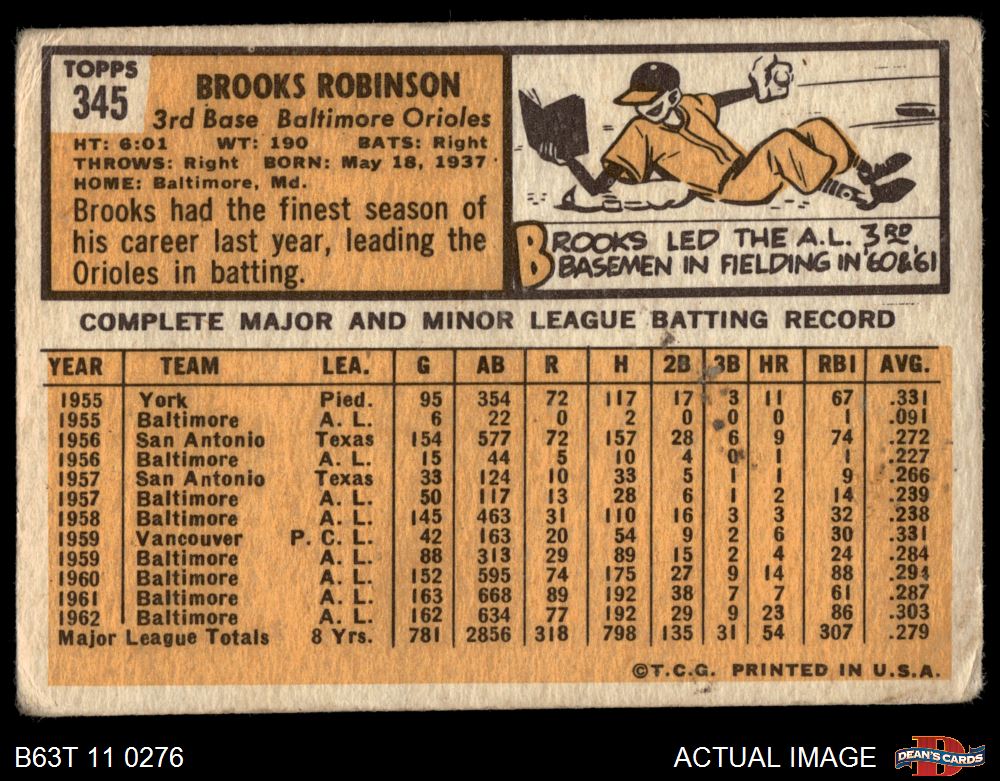 TOPPS
345
BROOKS ROBINSON
3rd Base Baltimore Orioles
HT: 6:01 WT: 190 BATS: Right
THROWS: Right BORN: May 18, 1937
HOME: Baltimore, Md.
Brooks had the finest season of
his career last year, leading the
Orioles in batting.
BROOKS LED THE A.L. 3RD
BASEMEN IN FIELDING IN '60 & '61
COMPLETE MAJOR AND MINOR LEAGUE BATTING RECORD
YEAR TEAM LEA. G AB R H 2B 3B HR RBI AVG.
1955 York Pied. 95 354 72 117 17 3 11 67 .331
1955 Baltimore A. L. 6 22 0 2 0 0 0 1 .091
1956 San Antonio Texas 154 577 72 157 28 6 9 74 .272
1956 Baltimore A. L. 15 44 5 10 4 0 1 1 .227
1957 San Antonio Texas 33 124 10 33 5 1 1 9 .266
1957 Baltimore A. L. 50 117 13 28 6 1 2 14 .239
1958 Baltimore A. L. 145 463 31 110 16 3 3 32 .238
1959 Vancouver P. C. L. 42 163 20 54 9 2 6 30 .331
1959 Baltimore A. L. 88 313 29 89 15 2 4 24 .284
1960 Baltimore A. L. 152 595 74 175 27 9 14 88 .294
1961 Baltimore A. L. 163 668 89 192 38 7 7 61 .287
1962 Baltimore A. L. 162 634 77 192 29 9 23 86 .303
Major League Totals 8 Yrs. 781 2856 318 798 135 31 54 307 .279
©T.C.G. PRINTED IN U.S.A.
B63T 11 0276
ACTUAL IMAGE
D
DEAN'S CARDS